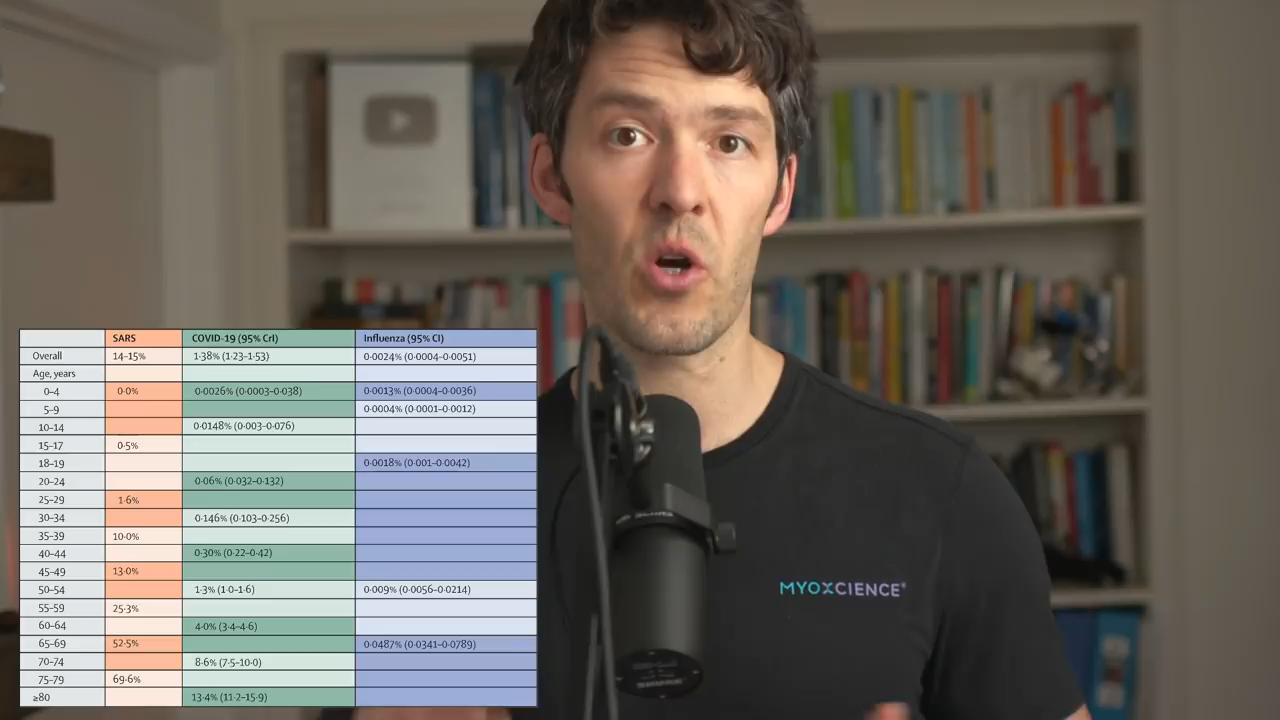 SARS COVID-19 (95% CrI) Influenza (95% CI)
Overall 14-15% 1·38% (1·23–1·53) 0·0024% (0·0004–0·0051)
Age, years
0–4 0·0% 0·0026% (0·0003–0·038) 0·0013% (0·0004–0·0036)
5–9 0·0004% (0·0001–0·0012)
10–14 0·0148% (0·003–0·076)
15–17 0·5%
18–19 0·0018% (0·001–0·0042)
20–24 0·06% (0·032–0·132)
25–29 1·6%
30–34 0·146% (0·103–0·256)
35–39 10·0%
40–44 0·30% (0·22–0·42)
45–49 13·0%
50–54 1·3% (1·0–1·6) 0·009% (0·0056–0·0214)
55–59 25·3%
60–64 4·0% (3·4–4·6)
65–69 52·5% 0·0487% (0·0341–0·0789)
70–74 8·6% (7·5–10·0)
75–79 69·6%
≥80 13·4% (11·2–15·9)
MYOXCIENCE®